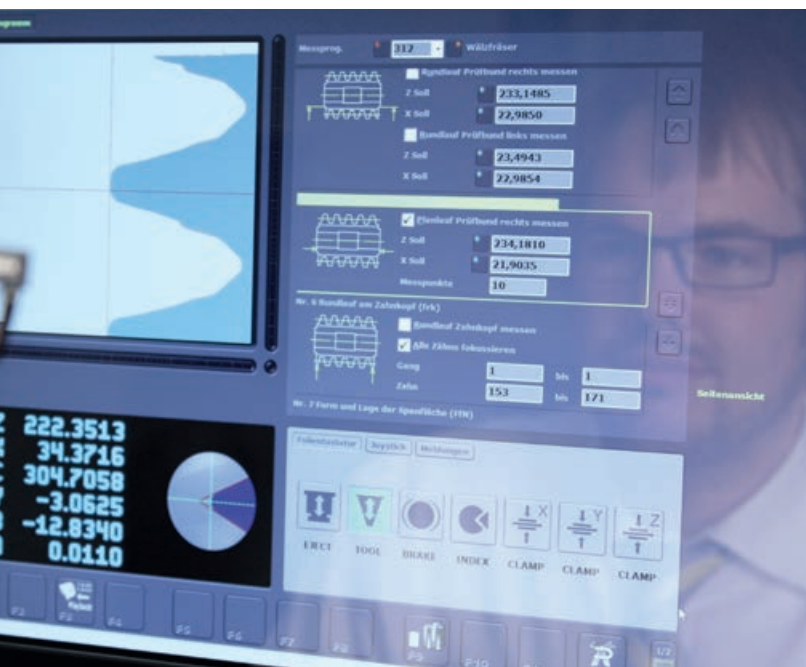 Messprog. 312 Wälzfräser
Rundlauf Prüfbund rechts messen
Z Soll 233,1485
X Soll 22,9850
Rundlauf Prüfbund links messen
Z Soll 23,4943
X Soll 22,9854
Planlauf Prüfbund rechts messen
Z Soll 234,1810
X Soll 21,9035
Messpunkte 10
Nr. 6 Rundlauf am Zahnkopf (frk)
Rundlauf Zahnkopf messen
Alle Zähne fokussieren
Gang 1 bis 1
Zahn 153 bis 171
Nr. 7 Form und Lage der Spanfläche (FfN)
Seitenansicht
222.3513
34.3716
304.7058
-3.0625
-12.8340
0.0110
Folientastatur Joystick Meldungen
X Y Z
EJECT TOOL BRAKE INDEX CLAMP CLAMP CLAMP
F2 F3 F4 F5 F6 F7 F8 F9 F10
R 1/2